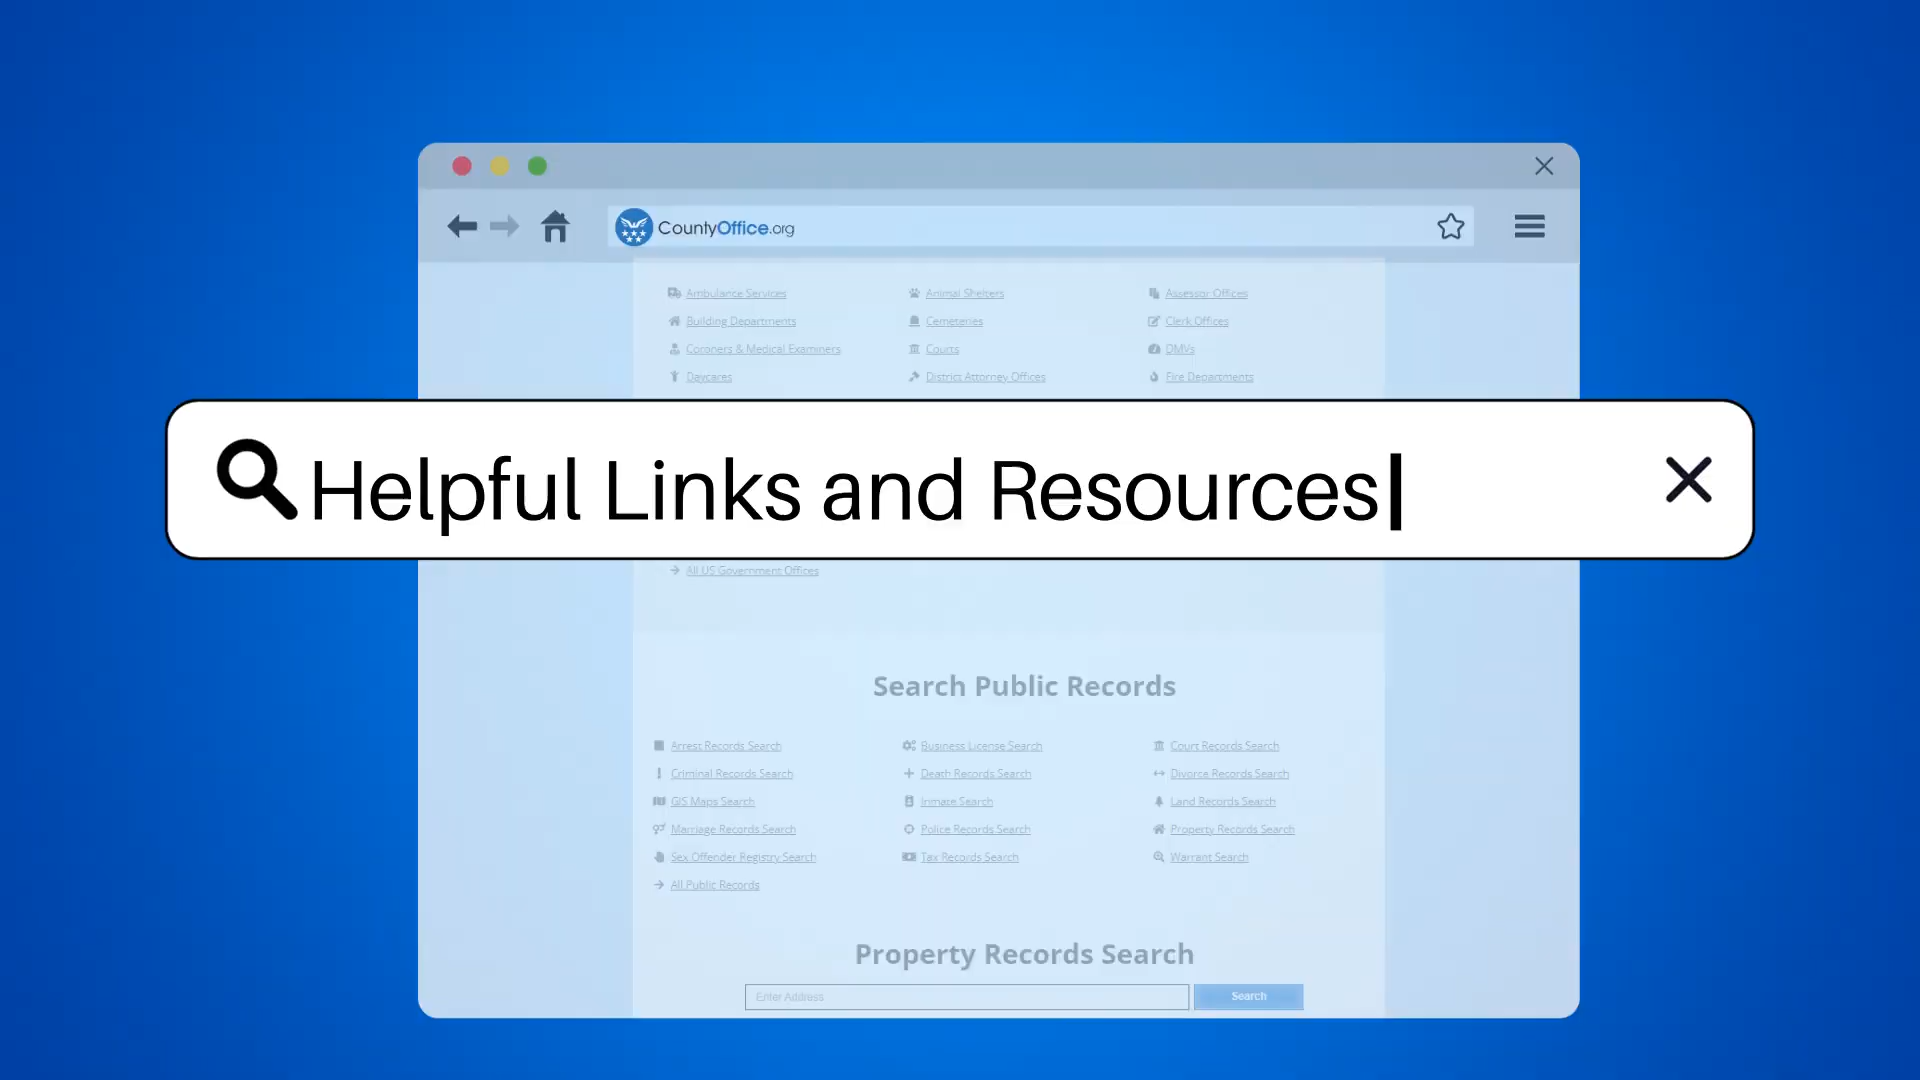 CountyOffice.org
Ambulance Services Animal Shelters Assessor Offices
Building Departments Cemeteries Clerk Offices
Coroners & Medical Examiners Courts DMVs
Daycares District Attorney Offices Fire Departments
Helpful Links and Resources
All US Government Offices
Search Public Records
Arrest Records Search Business License Search Court Records Search
Criminal Records Search Death Records Search Divorce Records Search
GIS Maps Search Inmate Search Land Records Search
Marriage Records Search Police Records Search Property Records Search
Sex Offender Registry Search Tax Records Search Warrant Search
All Public Records
Property Records Search
Enter Address Search